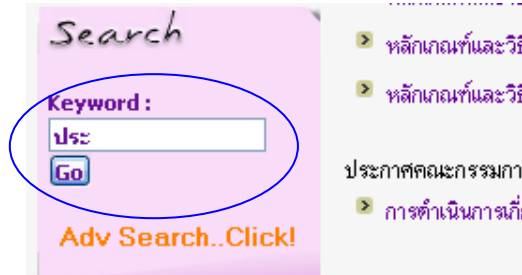 Search
Keyword :
ประ
Go
Adv Search..Click!
หลักเกณฑ์และวิธี
หลักเกณฑ์และวิธี
ประกาศคณะกรรมกา
การดำเนินการเกี่